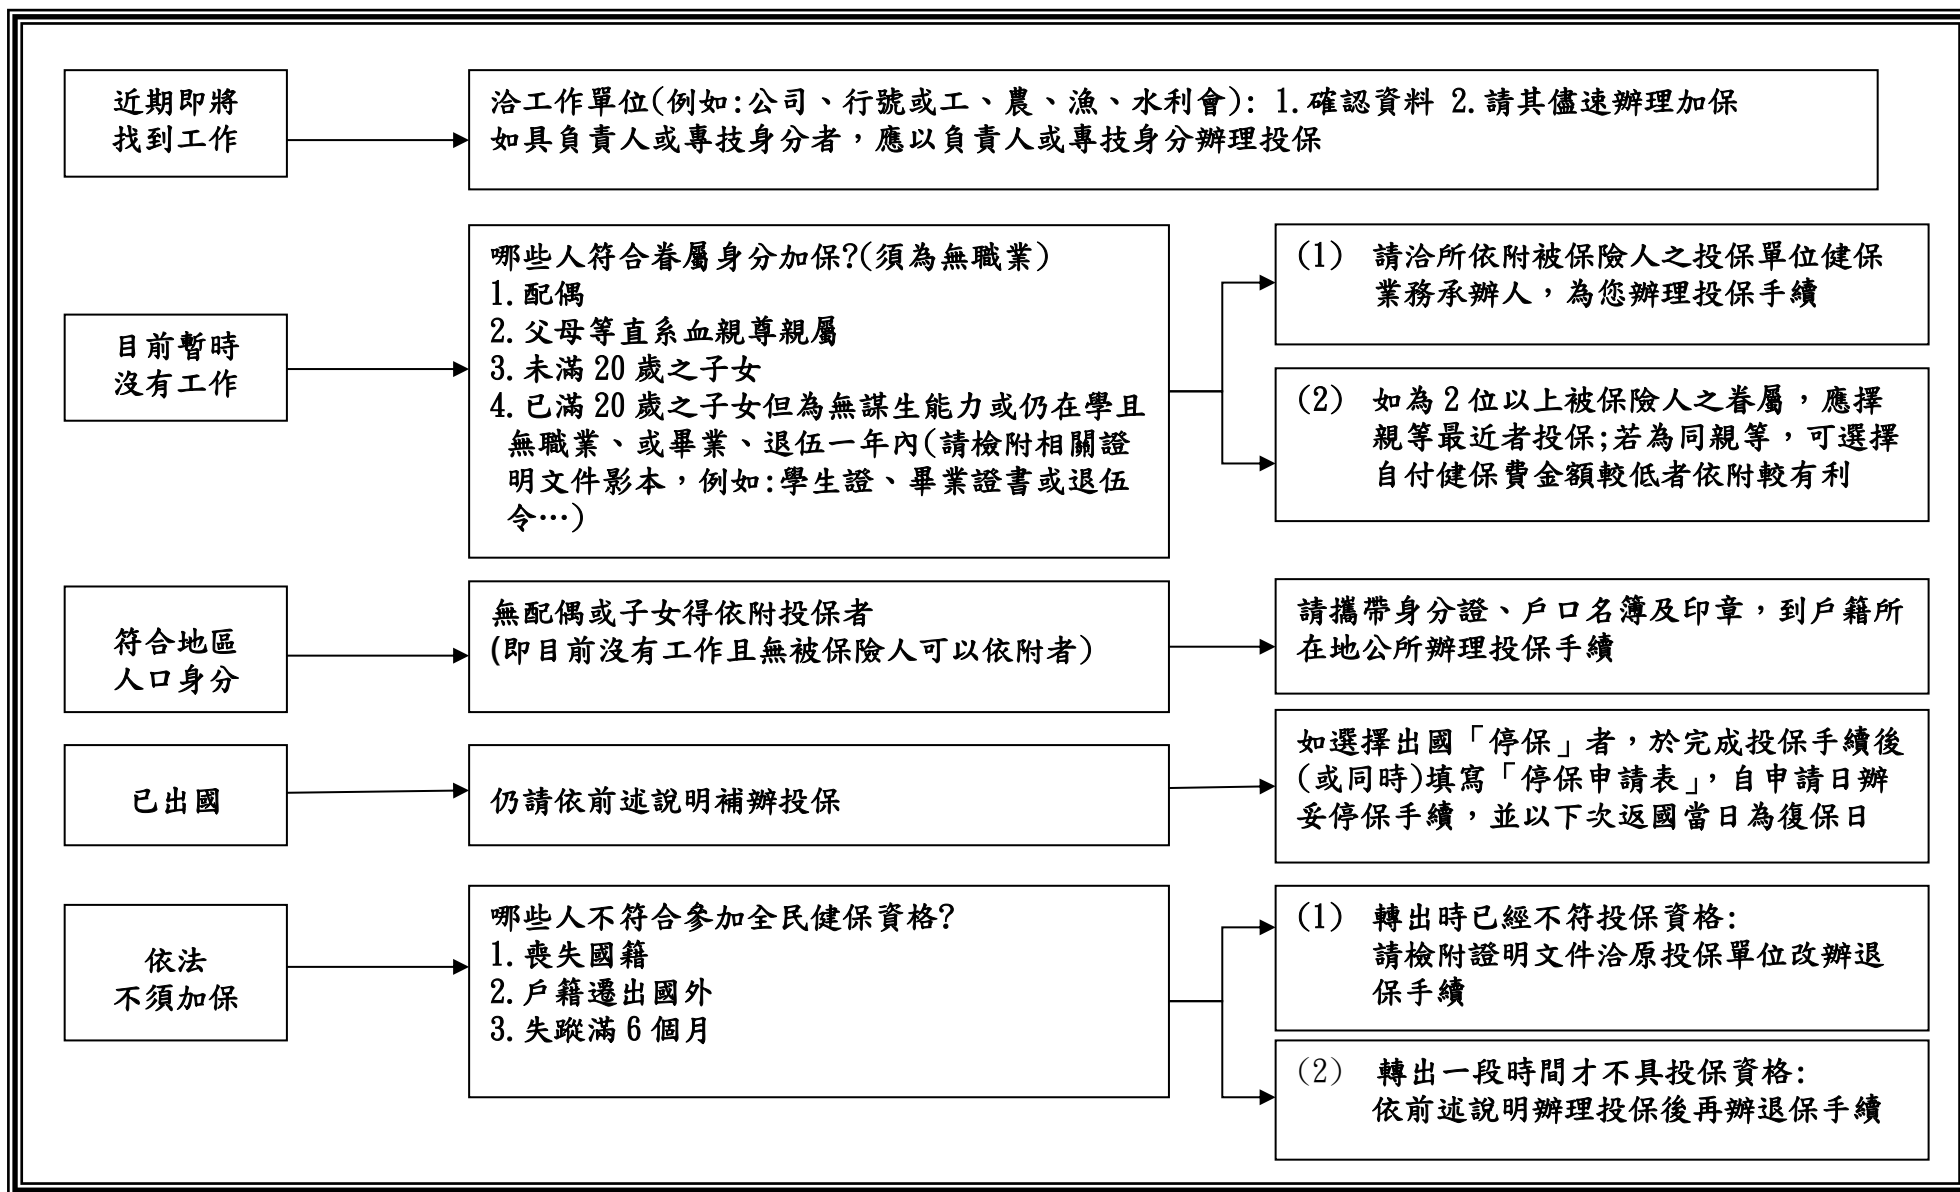 近期即將
找到工作
洽工作單位(例如:公司、行號或工、農、漁、水利會): 1.確認資料 2.請其儘速辦理加保
如具負責人或專技身分者，應以負責人或專技身分辦理投保
目前暫時
沒有工作
哪些人符合眷屬身分加保?(須為無職業)
1.配偶
2.父母等直系血親尊親屬
3.未滿 20 歲之子女
4.已滿 20 歲之子女但為無謀生能力或仍在學且
無職業、或畢業、退伍一年內(請檢附相關證
明文件影本，例如:學生證、畢業證書或退伍
令…)
(1) 請洽所依附被保險人之投保單位健保
業務承辦人，為您辦理投保手續
(2) 如為 2 位以上被保險人之眷屬，應擇
親等最近者投保;若為同親等，可選擇
自付健保費金額較低者依附較有利
符合地區
人口身分
無配偶或子女得依附投保者
(即目前沒有工作且無被保險人可以依附者)
請攜帶身分證、戶口名簿及印章，到戶籍所
在地公所辦理投保手續
已出國
仍請依前述說明補辦投保
如選擇出國「停保」者，於完成投保手續後
(或同時)填寫「停保申請表」，自申請日辦
妥停保手續，並以下次返國當日為復保日
依法
不須加保
哪些人不符合參加全民健保資格?
1.喪失國籍
2.戶籍遷出國外
3.失蹤滿 6 個月
(1) 轉出時已經不符投保資格:
請檢附證明文件洽原投保單位改辦退
保手續
(2) 轉出一段時間才不具投保資格:
依前述說明辦理投保後再辦退保手續